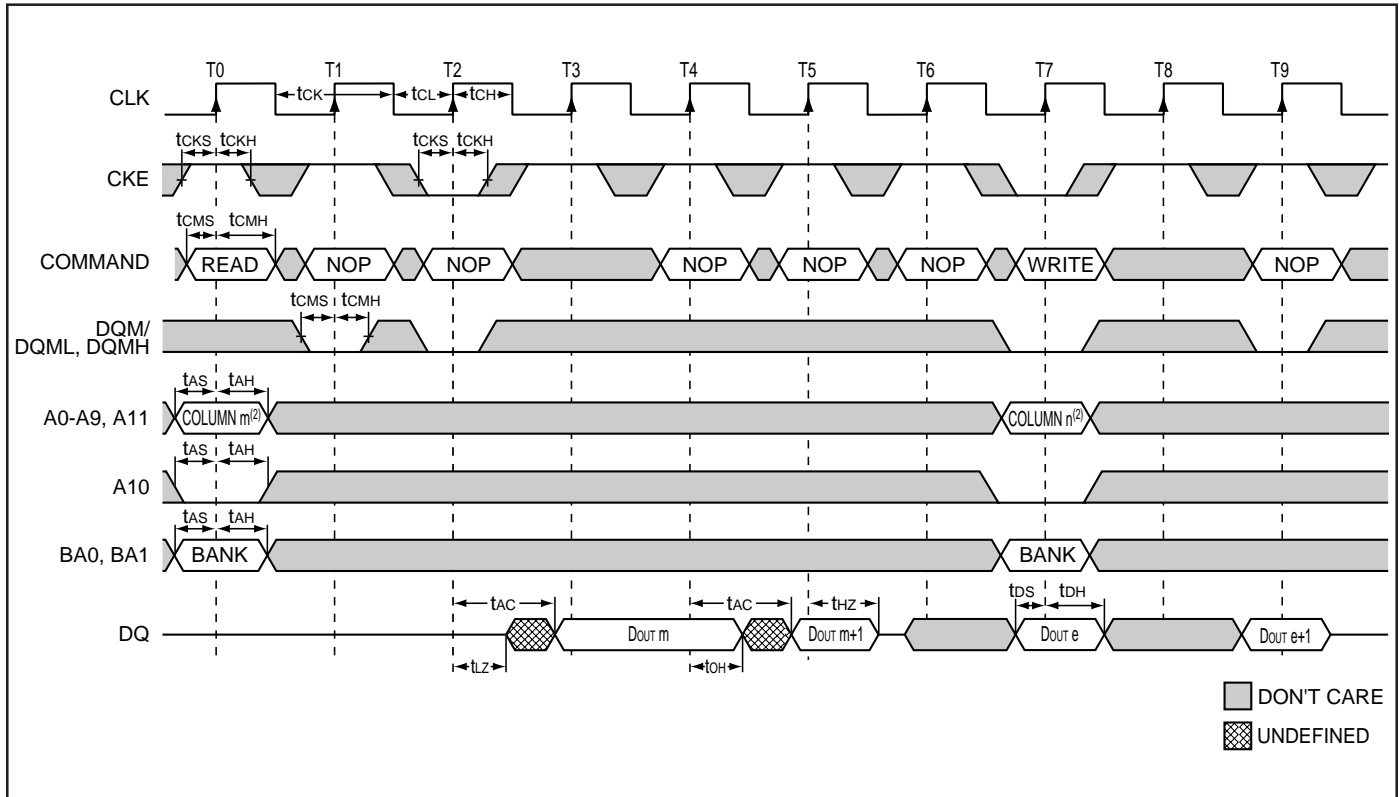 T0 T1 T2 T3 T4 T5 T6 T7 T8 T9
CLK tCK tCL tCH
tCKS tCKH tCKS tCKH
CKE
tCMS tCMH
COMMAND READ NOP NOP NOP NOP NOP WRITE NOP
tCMS tCMH
DQM/
DQML, DQMH
tAS tAH
A0-A9, A11 COLUMN m(2) COLUMN n(2)
tAS tAH
A10
tAS tAH
BA0, BA1 BANK BANK
tAC tAC tHZ tDS tDH
DQ DOUT m DOUT m+1 DOUT e DOUT e+1
tLZ tOH
DON'T CARE
UNDEFINED